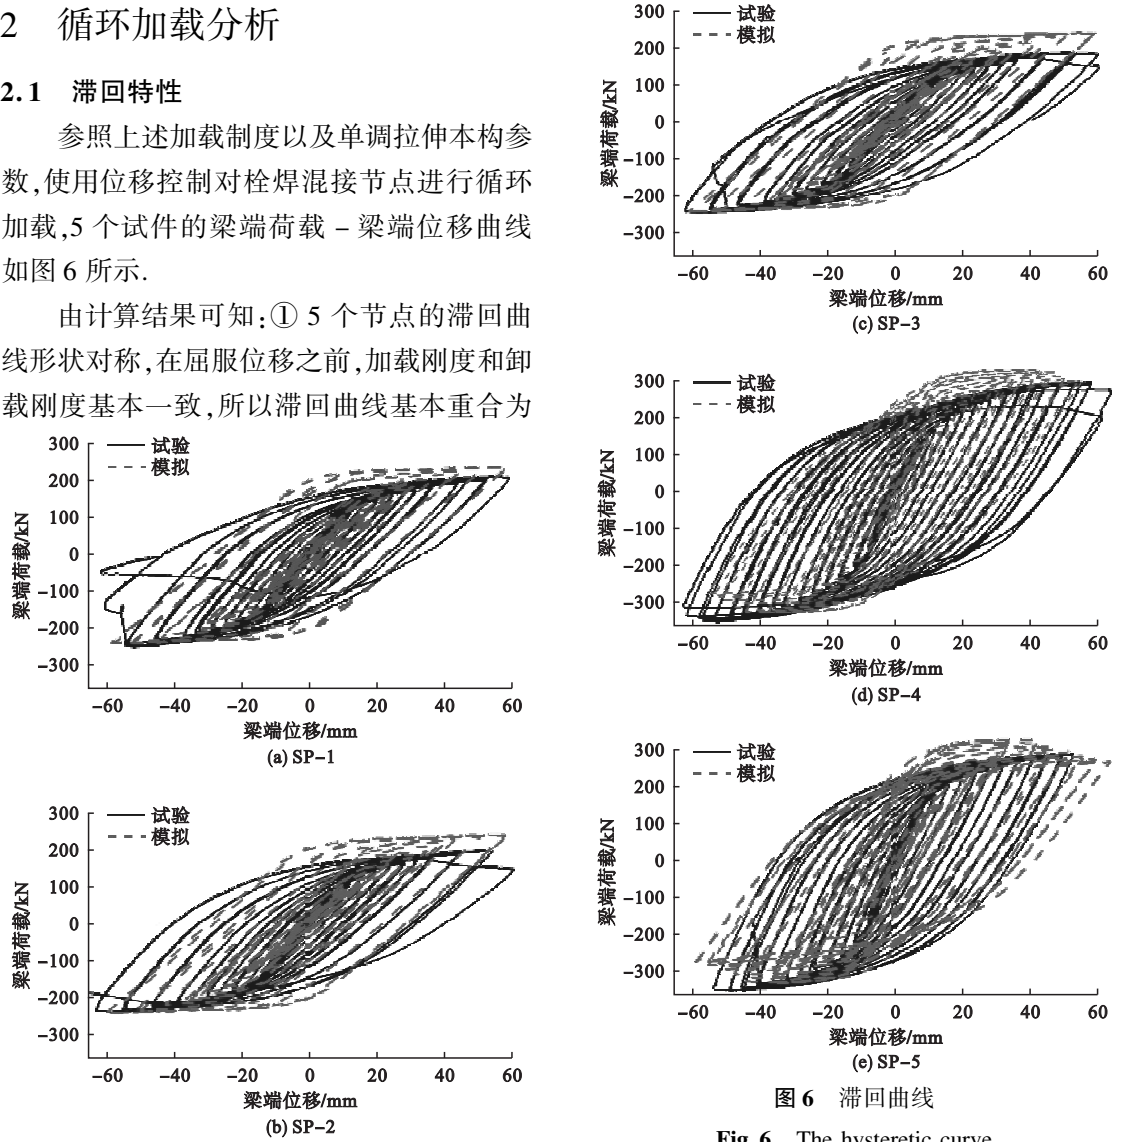 2 循环加载分析
2.1 滞回特性
参照上述加载制度以及单调拉伸本构参
数,使用位移控制对栓焊混接节点进行循环
加载,5 个试件的梁端荷载 – 梁端位移曲线
如图 6 所示.
由计算结果可知:① 5 个节点的滞回曲
线形状对称,在屈服位移之前,加载刚度和卸
载刚度基本一致,所以滞回曲线基本重合为
300
200
100
0
−100
−200
−300
梁端荷载/kN
试验
模拟
−60 −40 −20 0 20 40 60
梁端位移/mm
(a) SP−1
300
200
100
0
−100
−200
−300
梁端荷载/kN
试验
模拟
−60 −40 −20 0 20 40 60
梁端位移/mm
(b) SP−2
300
200
100
0
−100
−200
−300
梁端荷载/kN
试验
模拟
−60 −40 −20 0 20 40 60
梁端位移/mm
(c) SP−3
300
200
100
0
−100
−200
−300
梁端荷载/kN
试验
模拟
−60 −40 −20 0 20 40 60
梁端位移/mm
(d) SP−4
300
200
100
0
−100
−200
−300
梁端荷载/kN
试验
模拟
−60 −40 −20 0 20 40 60
梁端位移/mm
(e) SP−5
图 6 滞回曲线
Fig. 6 The hysteretic curve